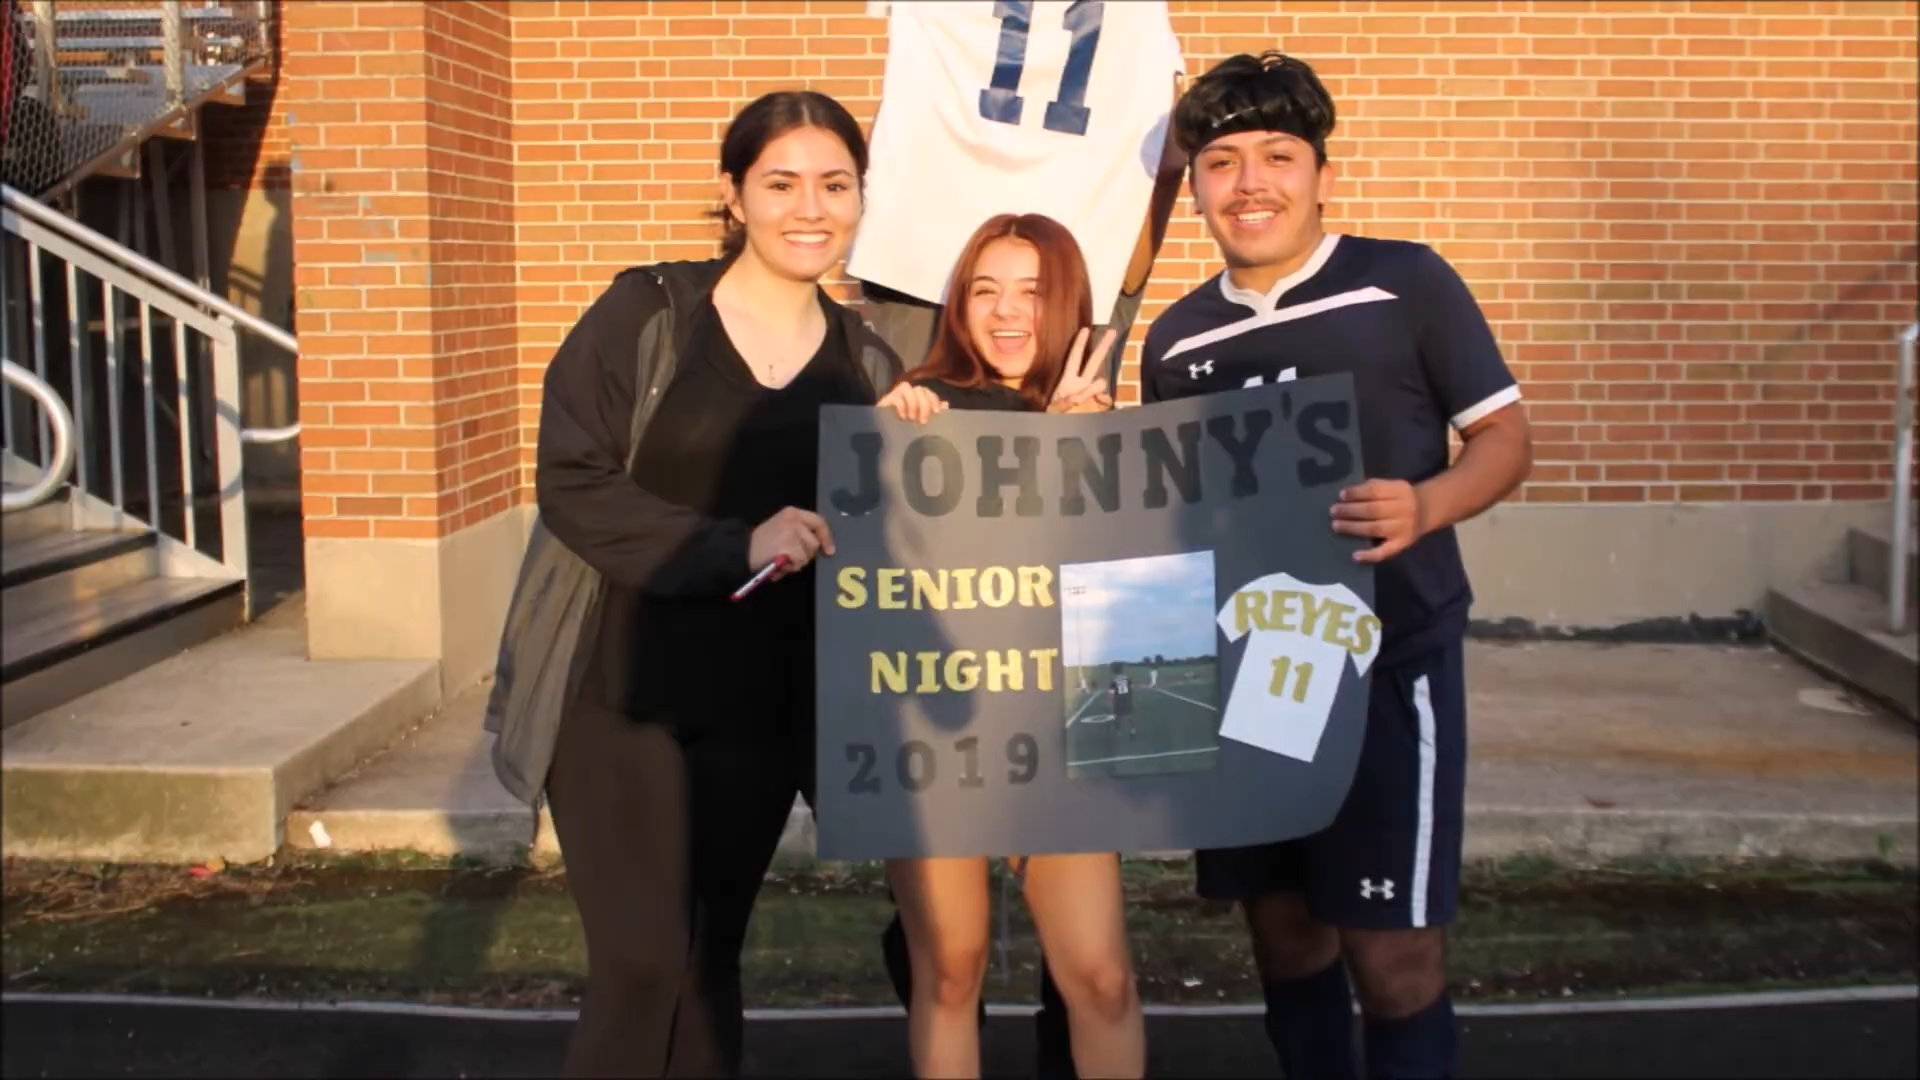 11
JOHNNY'S
SENIOR
NIGHT
2019
REYES
11